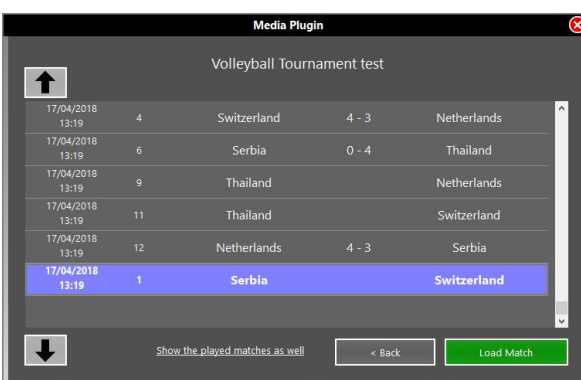 Media Plugin
Volleyball Tournament test
17/04/2018 13:19 4 Switzerland 4 - 3 Netherlands
17/04/2018 13:19 6 Serbia 0 - 4 Thailand
17/04/2018 13:19 9 Thailand Netherlands
17/04/2018 13:19 11 Thailand Switzerland
17/04/2018 13:19 12 Netherlands 4 - 3 Serbia
17/04/2018 13:19 1 Serbia Switzerland
Show the played matches as well < Back Load Match